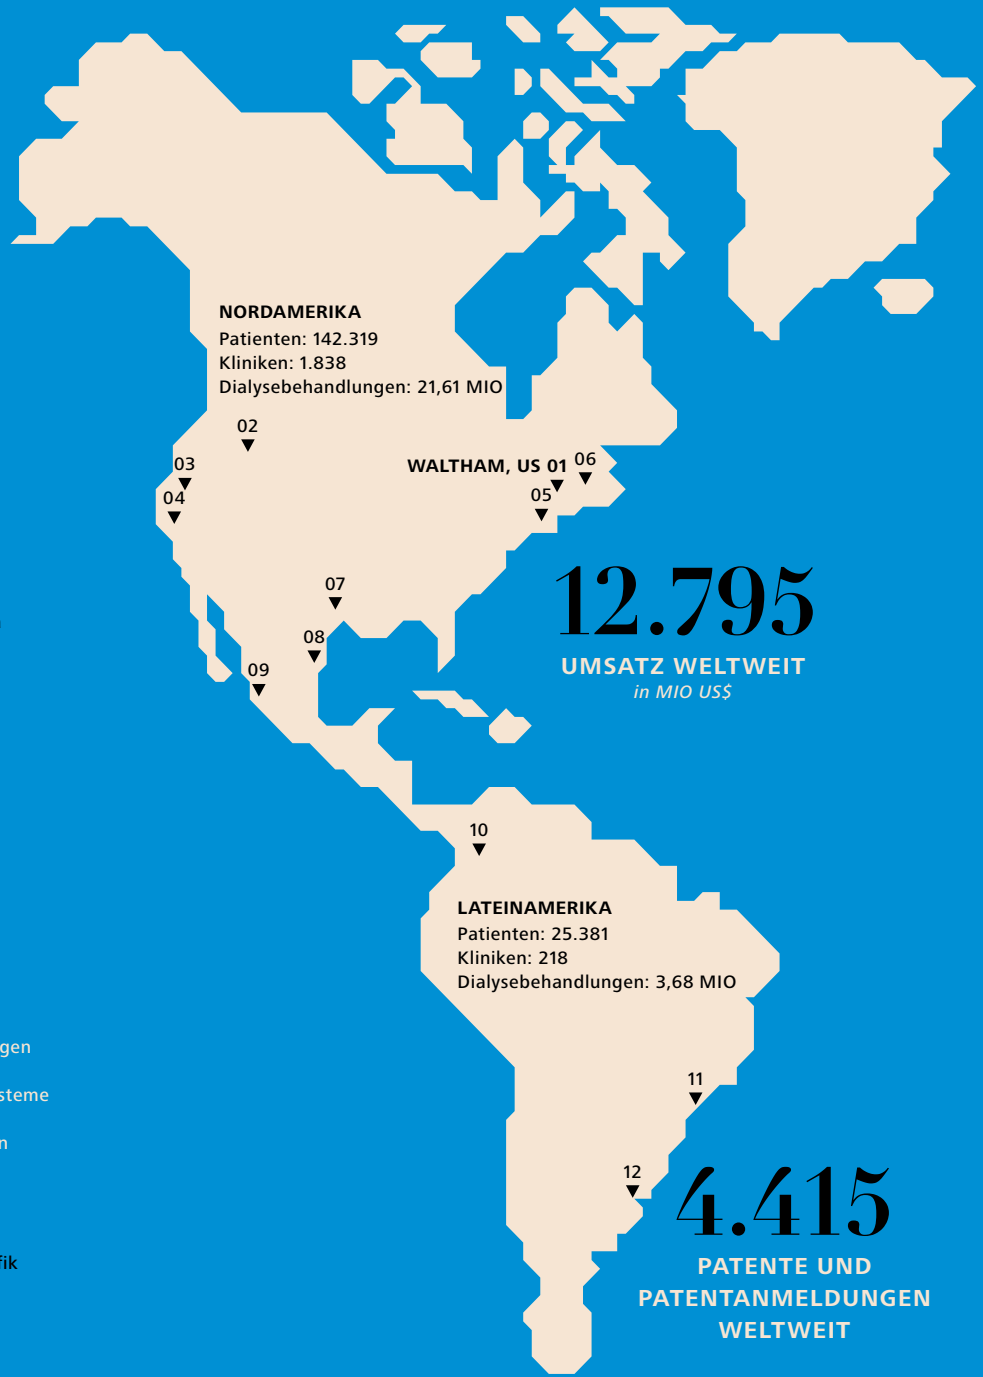 NORDAMERIKA
Patienten: 142.319
Kliniken: 1.838
Dialysebehandlungen: 21,61 MIO
02
03
04
WALTHAM, US 01
06
05
07
08
09
12.795
UMSATZ WELTWEIT
in MIO US$
10
LATEINAMERIKA
Patienten: 25.381
Kliniken: 218
Dialysebehandlungen: 3,68 MIO
gen
steme
n
11
12
4.415
PATENTE UND
PATENTANMELDUNGEN
WELTWEIT
fik